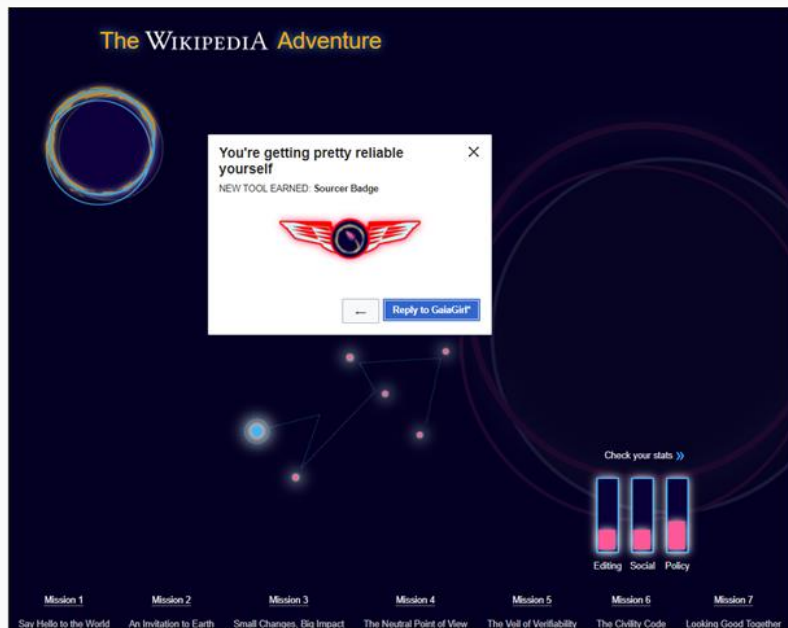 The WIKIPEDIA Adventure
You're getting pretty reliable
yourself
NEW TOOL EARNED: Sourcer Badge
←
Reply to GaiaGirl"
Check your stats »
Editing Social Policy
Mission 1 Mission 2 Mission 3 Mission 4 Mission 5 Mission 6 Mission 7
Say Hello to the World An Invitation to Earth Small Changes, Big Impact The Neutral Point of View The Veil of Verifiability The Civility Code Looking Good Together